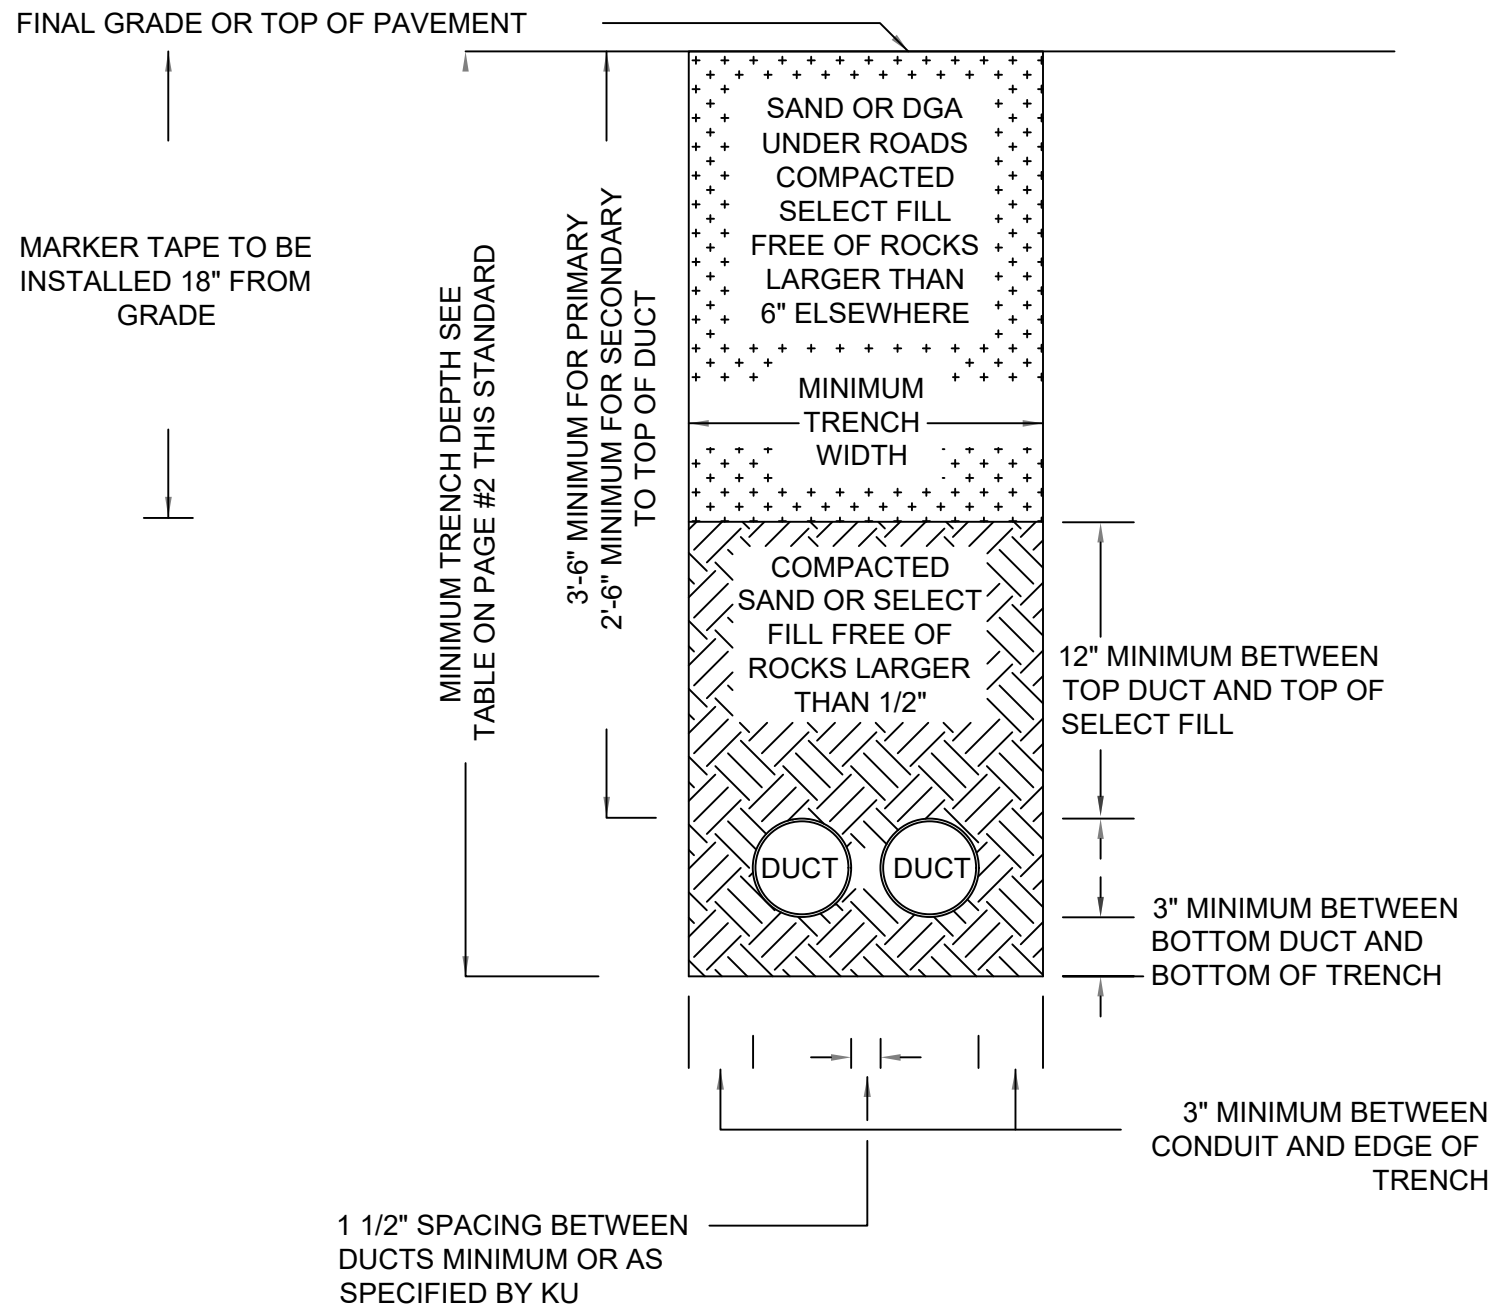 FINAL GRADE OR TOP OF PAVEMENT
SAND OR DGA
UNDER ROADS
COMPACTED
SELECT FILL
FREE OF ROCKS
LARGER THAN
6" ELSEWHERE
MARKER TAPE TO BE
INSTALLED 18" FROM
GRADE
MINIMUM TRENCH DEPTH SEE
TABLE ON PAGE #2 THIS STANDARD
3'-6" MINIMUM FOR PRIMARY
2'-6" MINIMUM FOR SECONDARY
TO TOP OF DUCT
MINIMUM
TRENCH
WIDTH
COMPACTED
SAND OR SELECT
FILL FREE OF
ROCKS LARGER
THAN 1/2"
12" MINIMUM BETWEEN
TOP DUCT AND TOP OF
SELECT FILL
DUCT
DUCT
3" MINIMUM BETWEEN
BOTTOM DUCT AND
BOTTOM OF TRENCH
3" MINIMUM BETWEEN
CONDUIT AND EDGE OF
TRENCH
1 1/2" SPACING BETWEEN
DUCTS MINIMUM OR AS
SPECIFIED BY KU